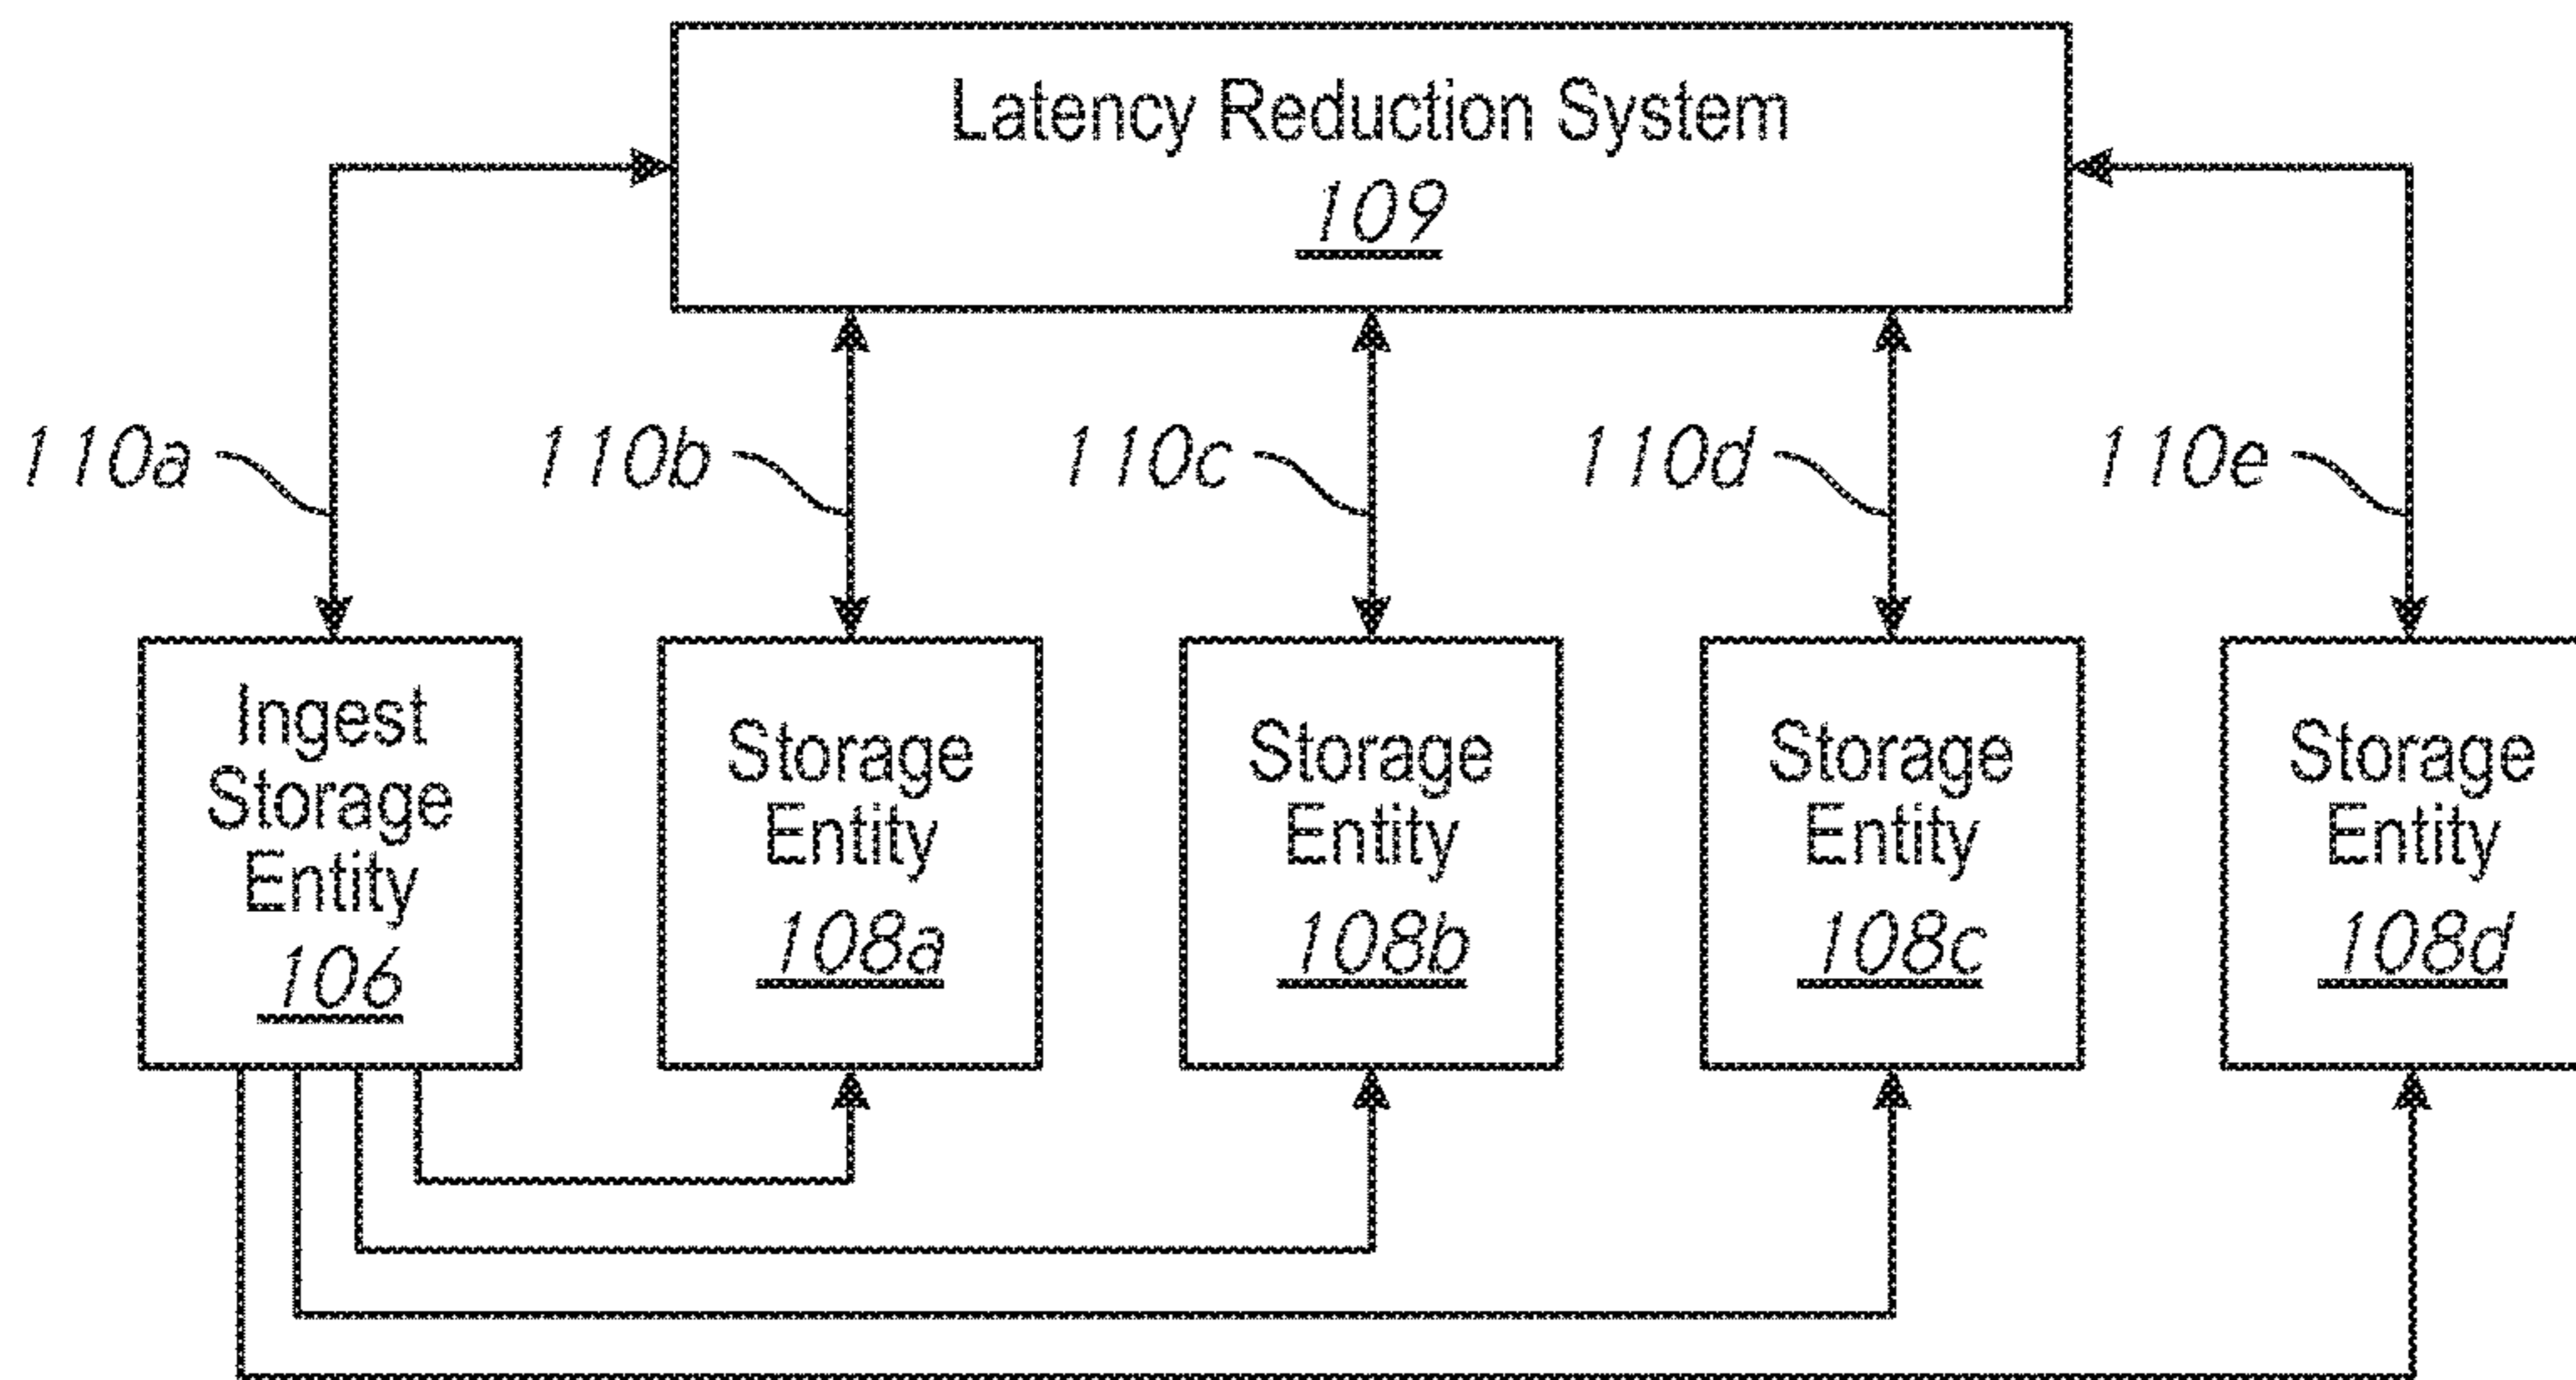 Latency Reduction System
109
110a
110b
110c
110d
110e
Ingest
Storage
Entity
106
Storage
Entity
108a
Storage
Entity
108b
Storage
Entity
108c
Storage
Entity
108d